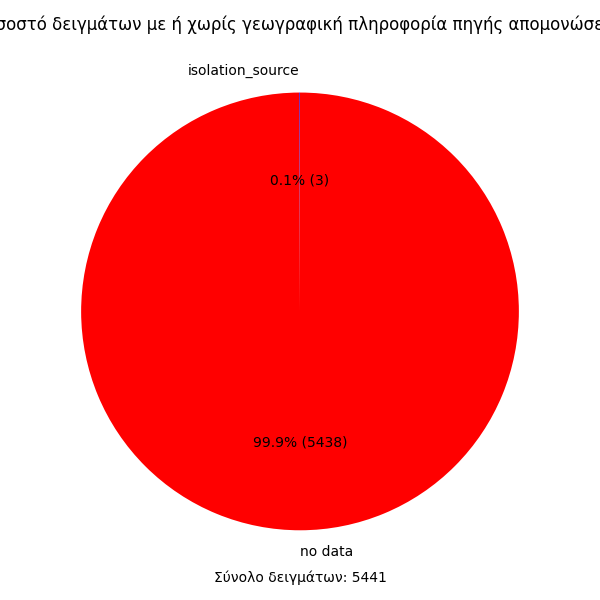 σοστό δειγμάτων με ή χωρίς γεωγραφική πληροφορία πηγής απομονώσε
isolation_source
0.1% (3)
99.9% (5438)
no data
Σύνολο δειγμάτων: 5441